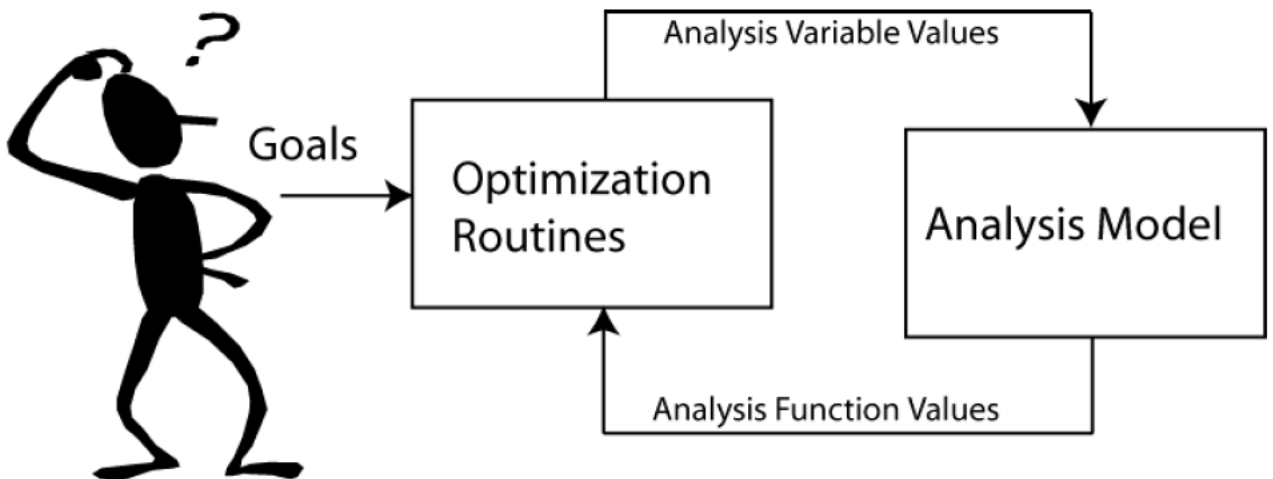 ?
Analysis Variable Values
Goals
Optimization
Routines
Analysis Model
Analysis Function Values